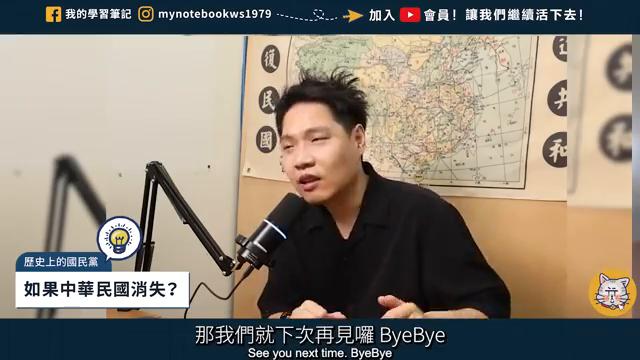 我的學習筆記 mynotebookws1979 加入 會員！讓我們繼續活下去！
復民國
共和
歷史上的國民黨
如果中華民國消失？
那我們就下次再見囉 ByeBye
See you next time. ByeBye